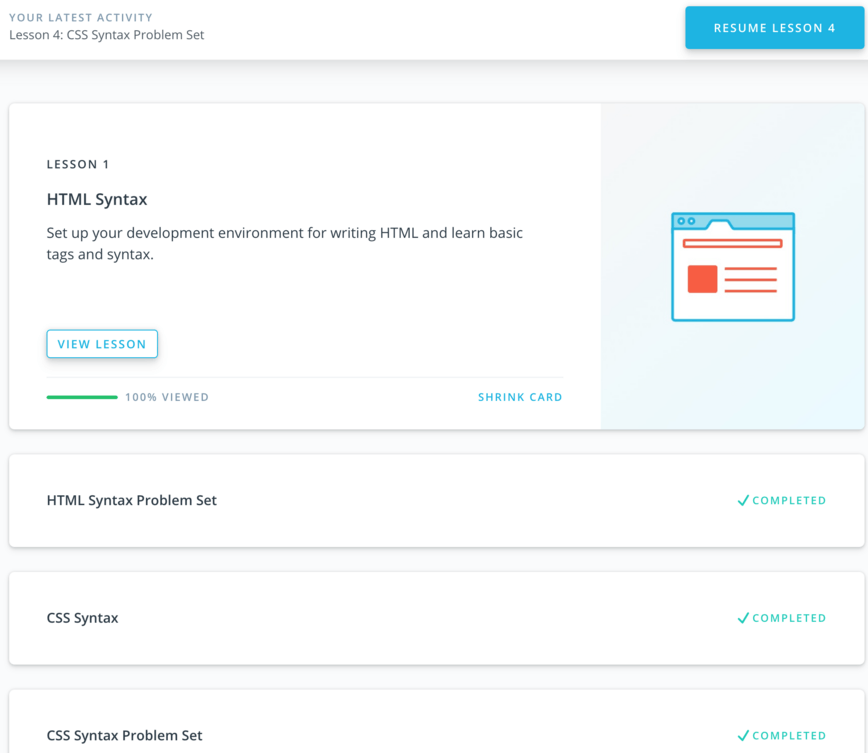 YOUR LATEST ACTIVITY
Lesson 4: CSS Syntax Problem Set
RESUME LESSON 4
LESSON 1
HTML Syntax
Set up your development environment for writing HTML and learn basic
tags and syntax.
VIEW LESSON
100% VIEWED
SHRINK CARD
HTML Syntax Problem Set
COMPLETED
CSS Syntax
COMPLETED
CSS Syntax Problem Set
COMPLETED